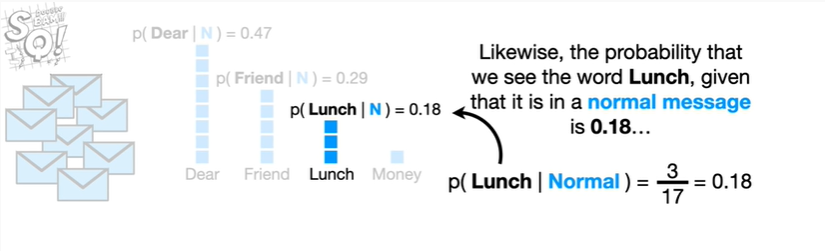 StatQuest!
p( Dear | N ) = 0.47
p( Friend | N ) = 0.29
p( Lunch | N ) = 0.18
Dear Friend Lunch Money
Likewise, the probability that
we see the word Lunch, given
that it is in a normal message
is 0.18…
p( Lunch | Normal ) = 3/17 = 0.18